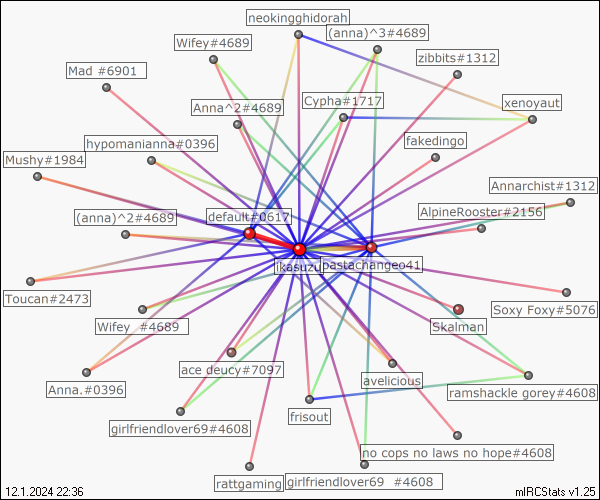 neokingghidorah
(anna)^3#4689
Wifey#4689
zibbits#1312
Mad #6901
xenoyaut
Anna^2#4689
Cypha#1717
fakedingo
hypomanianna#0396
Mushy#1984
Annarchist#1312
AlpineRooster#2156
(anna)^2#4689
default#0617
ikasuzu
pastachangeo41
Toucan#2473
Soxy Foxy#5076
Wifey  #4689
Skalman
ace deucy#7097
avelicious
Anna.#0396
ramshackle gorey#4608
frisout
girlfriendlover69#4608
no cops no laws no hope#4608
rattgaming
girlfriendlover69  #4608
12.1.2024 22:36
mIRCStats v1.25